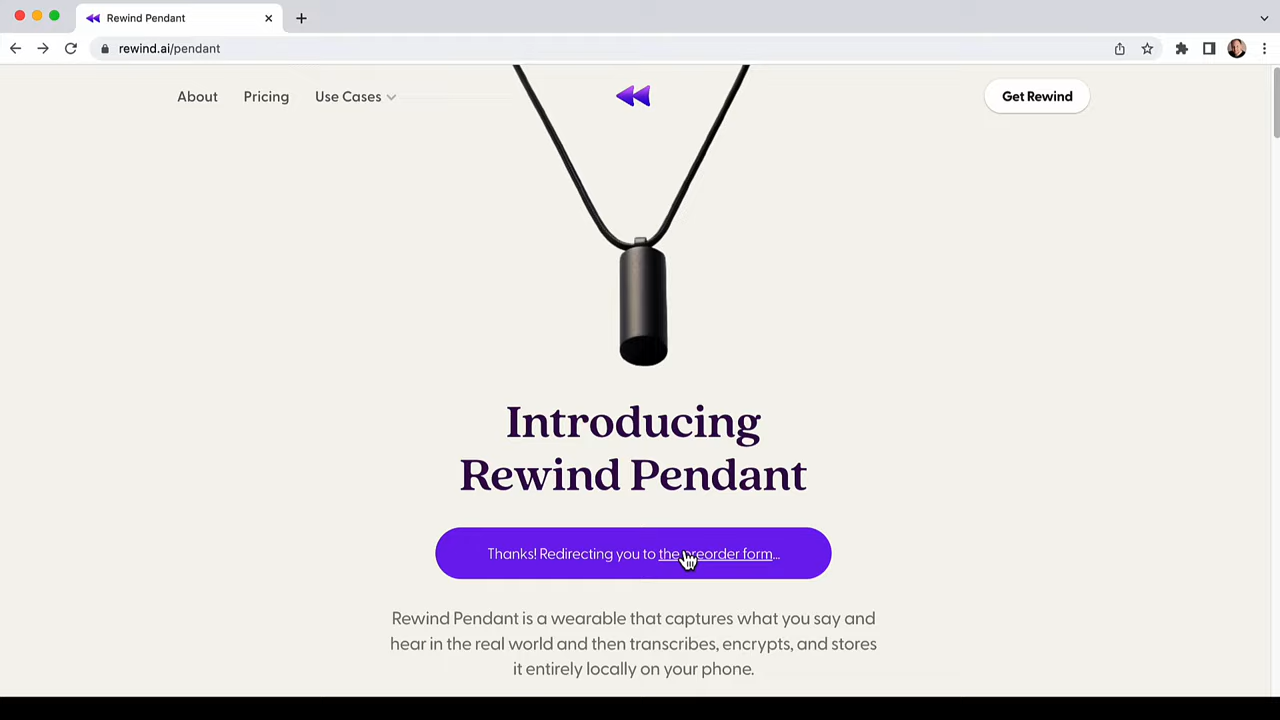 Rewind Pendant
rewind.ai/pendant
About
Pricing
Use Cases
Get Rewind
Introducing
Rewind Pendant
Thanks! Redirecting you to the preorder form...
Rewind Pendant is a wearable that captures what you say and
hear in the real world and then transcribes, encrypts, and stores
it entirely locally on your phone.